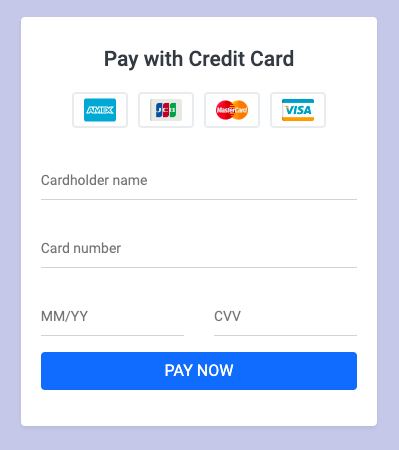 Pay with Credit Card
AMEX JCB MasterCard VISA
Cardholder name
Card number
MM/YY CVV
PAY NOW